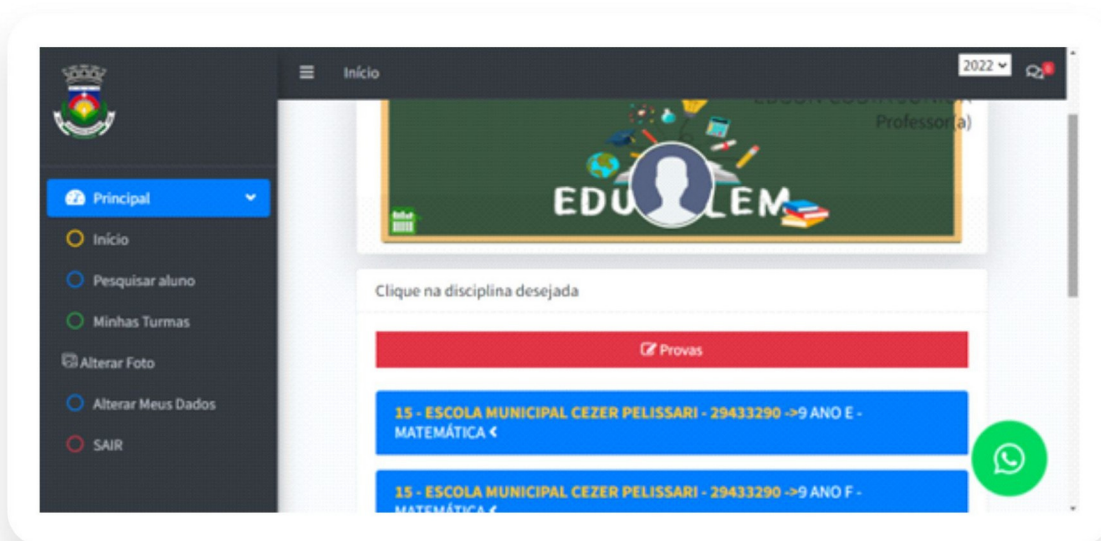 Início
2022
Professor(a)
EDU LEM
Principal
Início
Pesquisar aluno
Minhas Turmas
Alterar Foto
Alterar Meus Dados
SAIR
Clique na disciplina desejada
Provas
15 - ESCOLA MUNICIPAL CEZER PELISSARI - 29433290 ->9 ANO E -
MATEMÁTICA
15 - ESCOLA MUNICIPAL CEZER PELISSARI - 29433290 ->9 ANO F -
MATEMÁTICA